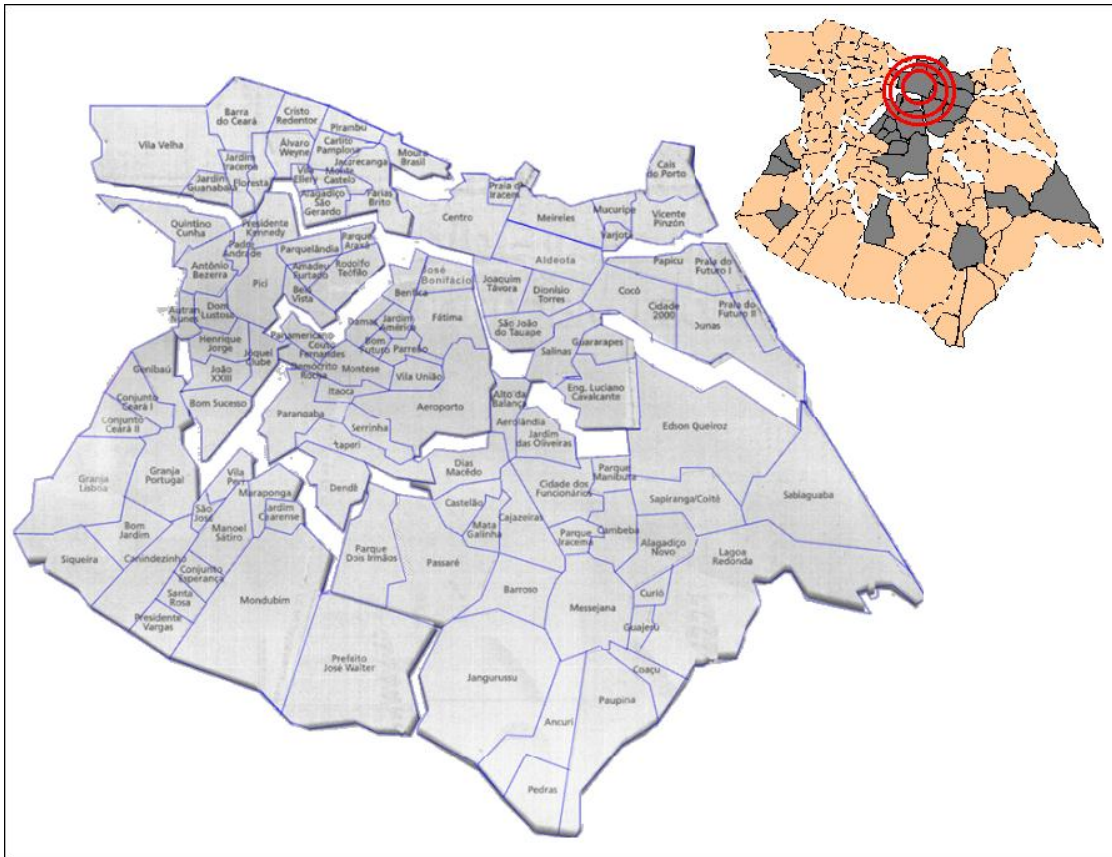 Barra
do Ceará
Cristo
Redentor
Pirambu
Vila Velha
Álvaro
Weyne
Carlito
Pamplona
Jacarecanga
Moura
Brasil
Jardim
Iracema
Vila
Ellery
Castelo
Jardim
Guanabara
Floresta
Alagadiço
São
Gerardo
Farias
Brito
Cais
do Porto
Praia de
Iracema
Centro
Meireles
Mucuripe
Varjota
Vicente
Pinzón
Quintino
Cunha
Presidente
Kennedy
Padre
Andrade
Parquelândia
Parque
Araxá
Antônio
Bezerra
Amadeu
Furtado
Rodolfo
Teófilo
Pici
Bela
Vista
José
Bonifácio
Benfica
Aldeota
Joaquim
Távora
Dionísio
Torres
Papicu
Praia do
Futuro I
Cocó
Cidade
2000
Praia do
Futuro II
Dunas
Autran
Nunes
Dom
Lustosa
Henrique
Jorge
Jóquei
Clube
Panamericano
Couto
Fernandes
Damas
Jardim
América
Bom
Futuro
Fátima
Parreão
São João
do Tauape
Salinas
Guararapes
Genibaú
João
XXIII
Bom Sucesso
Demócrito
Rocha
Montese
Itaoca
Vila União
Aeroporto
Alto da
Balança
Eng. Luciano
Cavalcante
Conjunto
Ceará I
Conjunto
Ceará II
Parangaba
Serrinha
Itaperi
Aerolândia
Jardim
das Oliveiras
Edson Queiroz
Granja
Lisboa
Granja
Portugal
Vila
Peri
Maraponga
Dendê
Dias
Macêdo
Cidade dos
Funcionários
Parque
Manibura
Sapiranga/Coité
Sabiaguaba
São
José
Manoel
Sátiro
Jardim
Cearense
Castelão
Mata
Galinha
Cajazeiras
Parque
Iracema
Cambeba
Alagadiço
Novo
Lagoa
Redonda
Bom
Jardim
Siqueira
Canindezinho
Conjunto
Esperança
Parque
Dois Irmãos
Passaré
Santa
Rosa
Presidente
Vargas
Mondubim
Barroso
Messejana
Curió
Guajerú
Prefeito
José Walter
Jangurussu
Coaçu
Paupina
Ancuri
Pedras